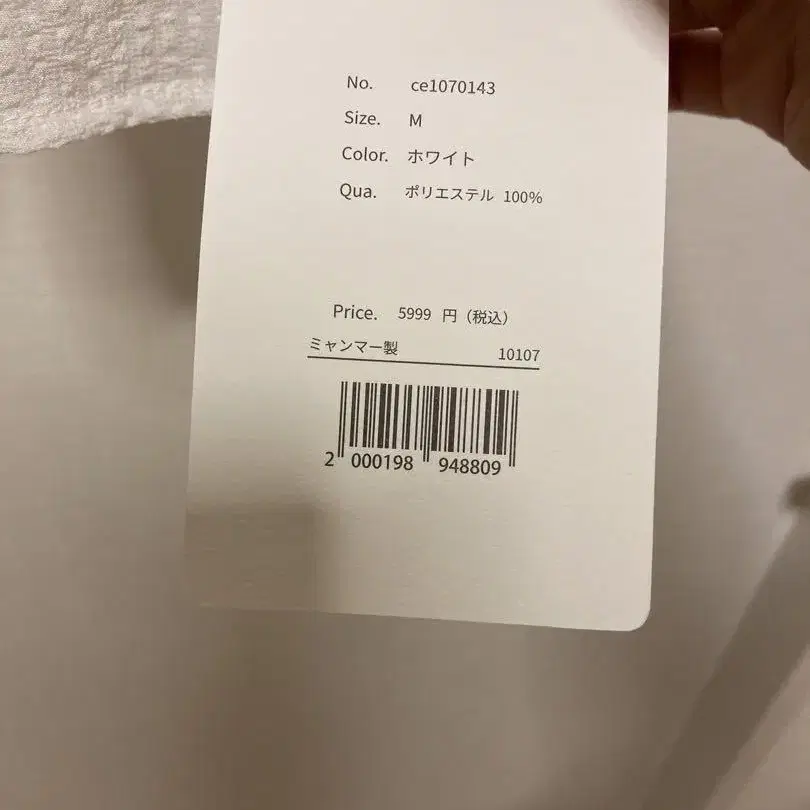 No. ce1070143
Size. M
Color. ホワイト
Qua. ポリエステル 100%
Price. 5999 円（税込）
ミャンマー製 10107
2 000198 948809